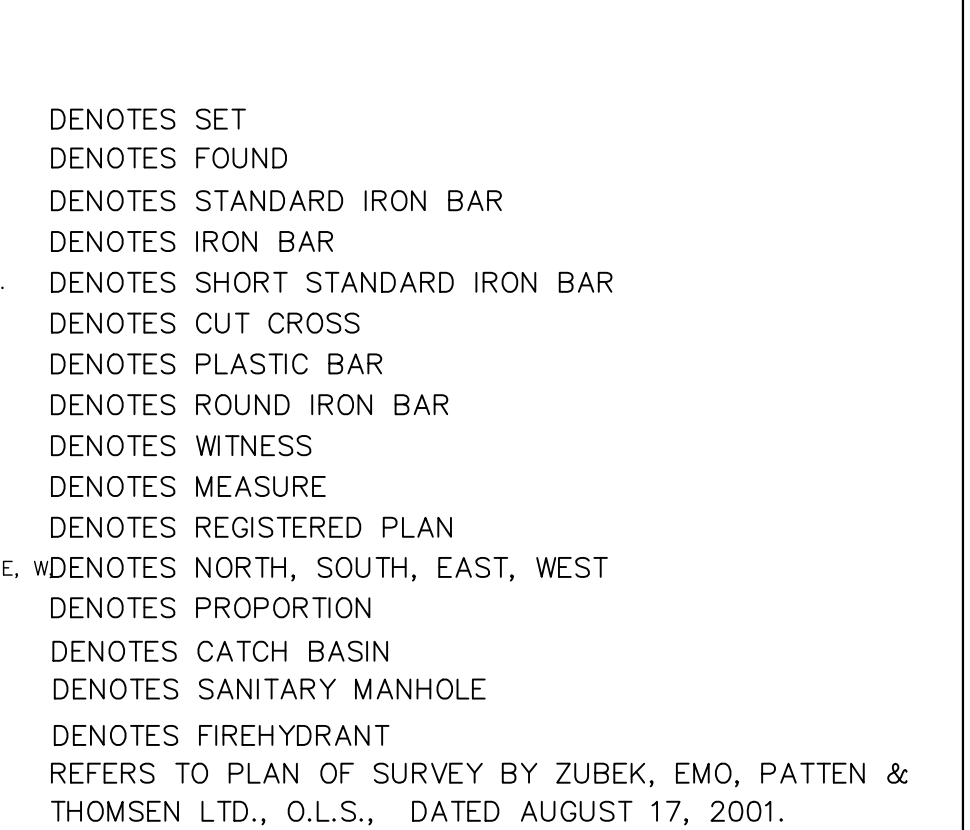 DENOTES SET
DENOTES FOUND
DENOTES STANDARD IRON BAR
DENOTES IRON BAR
. DENOTES SHORT STANDARD IRON BAR
DENOTES CUT CROSS
DENOTES PLASTIC BAR
DENOTES ROUND IRON BAR
DENOTES WITNESS
DENOTES MEASURE
DENOTES REGISTERED PLAN
E, W. DENOTES NORTH, SOUTH, EAST, WEST
DENOTES PROPORTION
DENOTES CATCH BASIN
DENOTES SANITARY MANHOLE
DENOTES FIREHYDRANT
REFERS TO PLAN OF SURVEY BY ZUBEK, EMO, PATTEN &
THOMSEN LTD., O.L.S., DATED AUGUST 17, 2001.